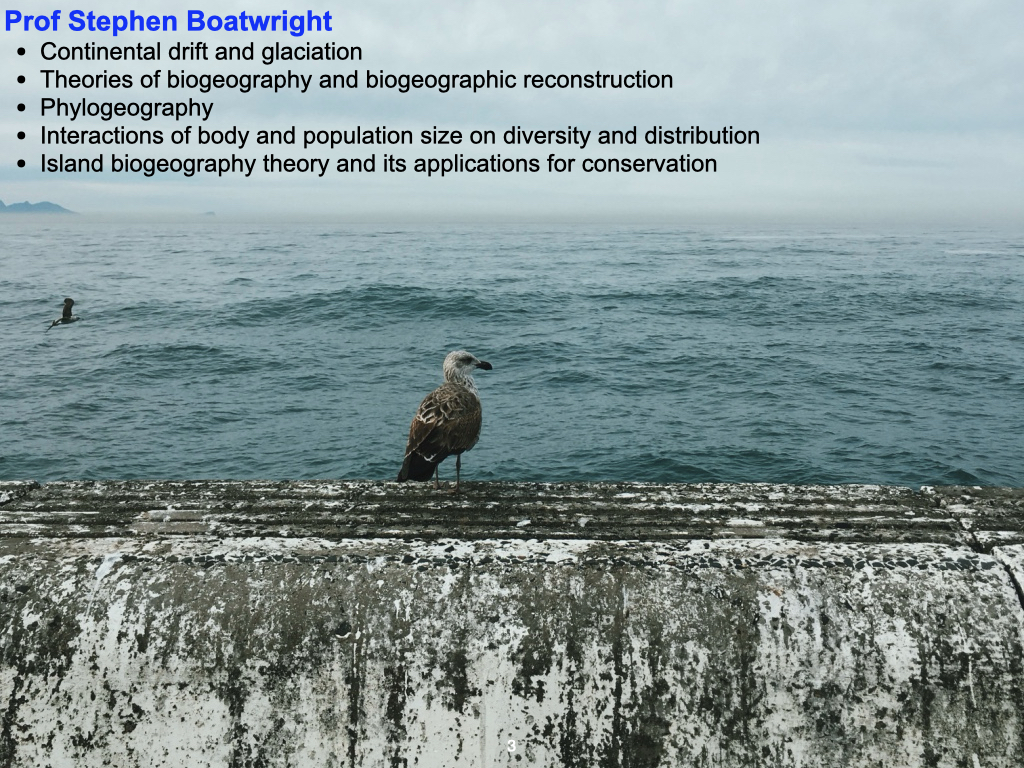 Prof Stephen Boatwright
• Continental drift and glaciation
• Theories of biogeography and biogeographic reconstruction
• Phylogeography
• Interactions of body and population size on diversity and distribution
• Island biogeography theory and its applications for conservation
3